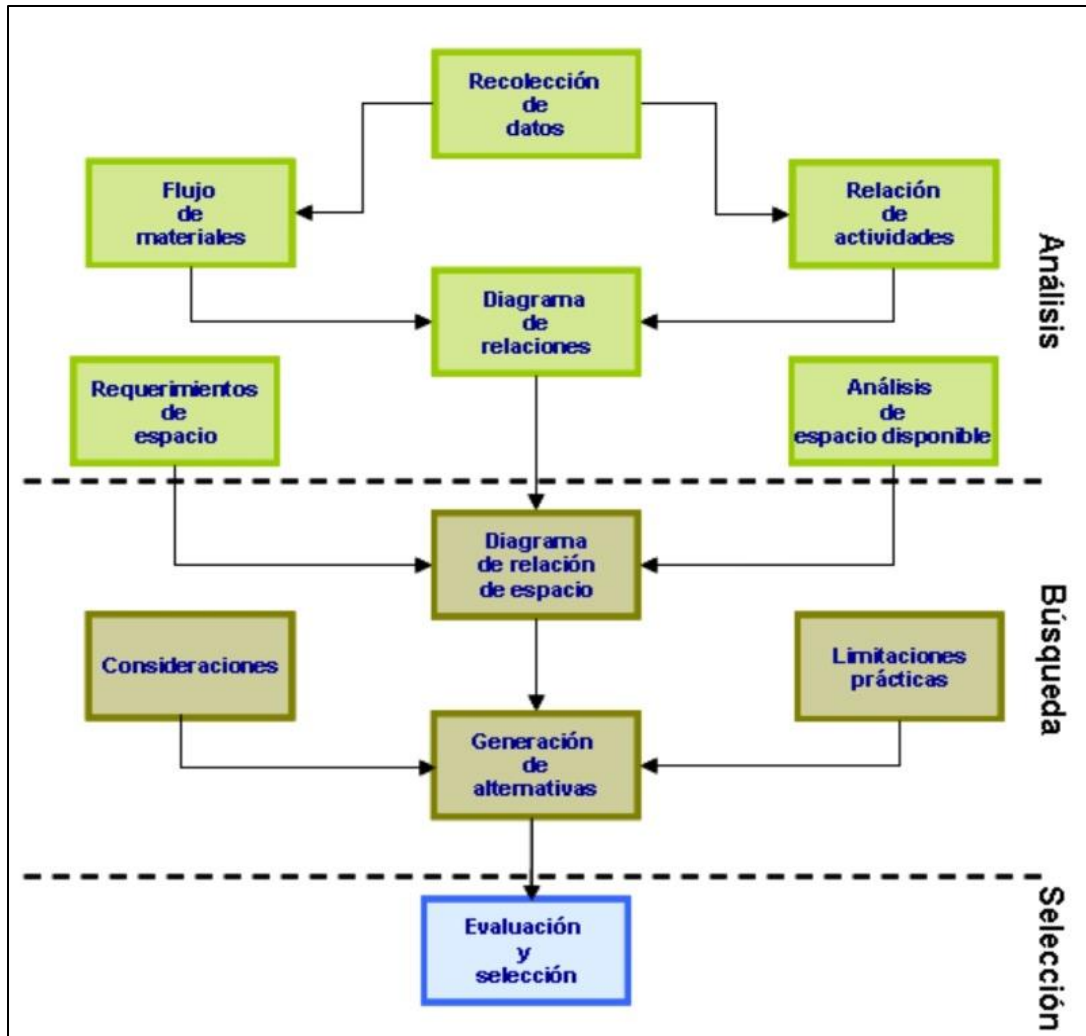 Recolección
de
datos
Flujo
de
materiales
Relación
de
actividades
Diagrama
de
relaciones
Requerimientos
de
espacio
Análisis
de
espacio disponible
Análisis
Diagrama
de relación
de espacio
Consideraciones
Limitaciones
prácticas
Generación
de
alternativas
Búsqueda
Evaluación
y
selección
Selección